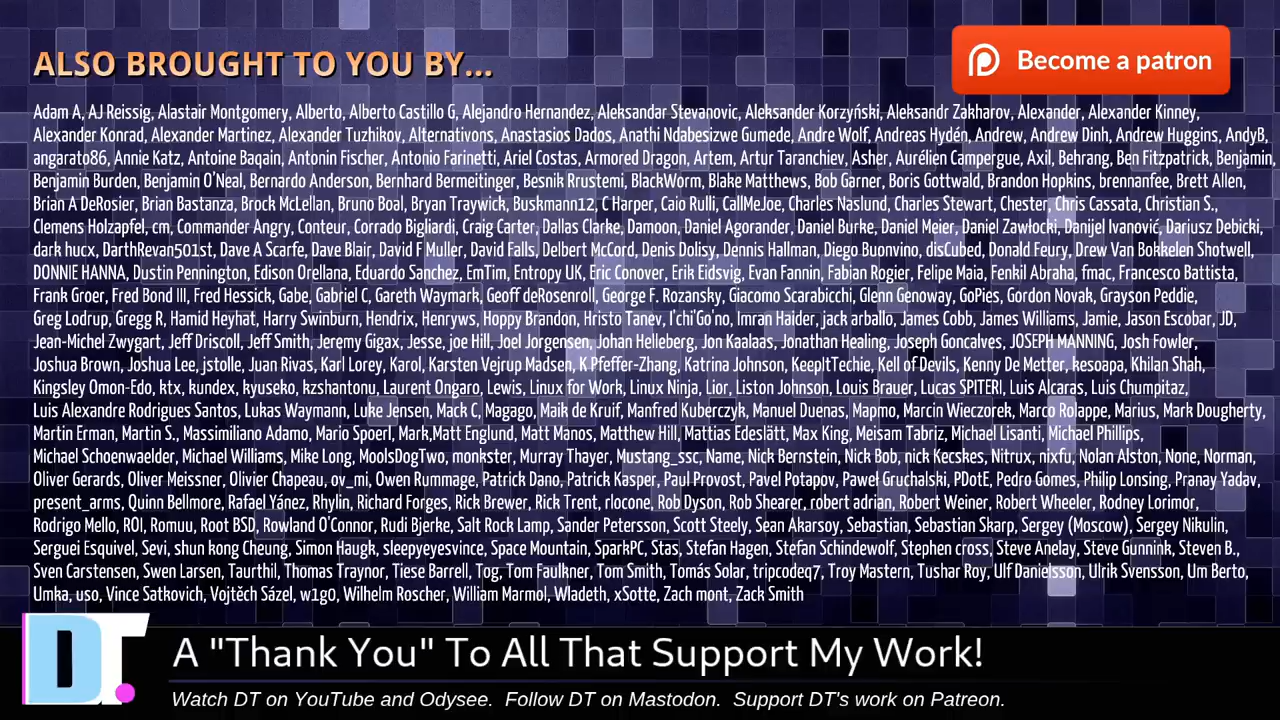 ALSO BROUGHT TO YOU BY...
Become a patron
Adam A, AJ Reissig, Alastair Montgomery, Alberto, Alberto Castillo G, Alejandro Hernandez, Aleksandar Stevanovic, Aleksander Korzyński, Aleksandr Zakharov, Alexander, Alexander Kinney,
Alexander Konrad, Alexander Martinez, Alexander Tuzhikov, Alternativons, Anastasios Dados, Anathi Ndabesizwe Gumede, Andre Wolf, Andreas Hydén, Andrew, Andrew Dinh, Andrew Huggins, AndyB,
angarato86, Annie Katz, Antoine Baqain, Antonin Fischer, Antonio Farinetti, Ariel Costas, Armored Dragon, Artem, Artur Taranchiev, Asher, Aurélien Campergue, Axil, Behrang, Ben Fitzpatrick, Benjamin,
Benjamin Burden, Benjamin O'Neal, Bernardo Anderson, Bernhard Bermeitinger, Besnik Rrustemi, BlackWorm, Blake Matthews, Bob Garner, Boris Gottwald, Brandon Hopkins, brennanfee, Brett Allen,
Brian A DeRosier, Brian Bastanza, Brock McLellan, Bruno Boal, Bryan Traywick, Buskmann12, C Harper, Caio Rulli, CallMeJoe, Charles Naslund, Charles Stewart, Chester, Chris Cassata, Christian S.,
Clemens Holzapfel, cm, Commander Angry, Conteur, Corrado Bigliardi, Craig Carter, Dallas Clarke, Damoon, Daniel Agorander, Daniel Burke, Daniel Meier, Daniel Zawłocki, Danijel Ivanović, Dariusz Debicki,
dark hucx, DarthRevan501st, Dave A Scarfe, Dave Blair, David F Muller, David Falls, Delbert McCord, Denis Dolisy, Dennis Hallman, Diego Buonvino, disCubed, Donald Feury, Drew Van Bokkelen Shotwell,
DONNIE HANNA, Dustin Pennington, Edison Orellana, Eduardo Sanchez, EmTim, Entropy UK, Eric Conover, Erik Eidsvig, Evan Fannin, Fabian Rogier, Felipe Maia, Fenkil Abraha, fmac, Francesco Battista,
Frank Groer, Fred Bond III, Fred Hessick, Gabe, Gabriel C, Gareth Waymark, Geoff deRosenroll, George F. Rozansky, Giacomo Scarabicchi, Glenn Genoway, GoPies, Gordon Novak, Grayson Peddie,
Greg Lodrup, Gregg R, Hamid Heyhat, Harry Swinburn, Hendrix, Henryws, Hoppy Brandon, Hristo Tanev, I'chi'Go'no, Imran Haider, jack arballo, James Cobb, James Williams, Jamie, Jason Escobar, JD,
Jean-Michel Zwygart, Jeff Driscoll, Jeff Smith, Jeremy Gigax, Jesse, joe Hill, Joel Jorgensen, Johan Helleberg, Jon Kaalaas, Jonathan Healing, Joseph Goncalves, JOSEPH MANNING, Josh Fowler,
Joshua Brown, Joshua Lee, jstolle, Juan Rivas, Karl Lorey, Karol, Karsten Vejrup Madsen, K Pfeffer-Zhang, Katrina Johnson, KeepItTechie, Kell of Devils, Kenny De Metter, kesoapa, Khilan Shah,
Kingsley Omon-Edo, ktx, kundex, kyuseko, kzshantonu, Laurent Ongaro, Lewis, Linux for Work, Linux Ninja, Lior, Liston Johnson, Louis Brauer, Lucas SPITERI, Luis Alcaras, Luis Chumpitaz,
Luis Alexandre Rodrigues Santos, Lukas Waymann, Luke Jensen, Mack C, Magago, Maik de Kruif, Manfred Kuberczyk, Manuel Duenas, Mapmo, Marcin Wieczorek, Marco Rolappe, Marius, Mark Dougherty,
Martin Erman, Martin S., Massimiliano Adamo, Mario Spoerl, Mark,Matt Englund, Matt Manos, Matthew Hill, Mattias Edeslätt, Max King, Meisam Tabriz, Michael Lisanti, Michael Phillips,
Michael Schoenwaelder, Michael Williams, Mike Long, MoolsDogTwo, monkster, Murray Thayer, Mustang_ssc, Name, Nick Bernstein, Nick Bob, nick Kecskes, Nitrux, nixfu, Nolan Alston, None, Norman,
Oliver Gerards, Oliver Meissner, Olivier Chapeau, ov_mi, Owen Rummage, Patrick Dano, Patrick Kasper, Paul Provost, Pavel Potapov, Paweł Gruchalski, PDotE, Pedro Gomes, Philip Lonsing, Pranay Yadav,
present_arms, Quinn Bellmore, Rafael Yánez, Rhylin, Richard Forges, Rick Brewer, Rick Trent, rlocone, Rob Dyson, Rob Shearer, robert adrian, Robert Weiner, Robert Wheeler, Rodney Lorimor,
Rodrigo Mello, ROI, Romuu, Root BSD, Rowland O'Connor, Rudi Bjerke, Salt Rock Lamp, Sander Petersson, Scott Steely, Sean Akarsoy, Sebastian, Sebastian Sharp, Sergey (Moscow), Sergey Nikulin,
Serguei Esquivel, Sevi, shun kong Cheung, Simon Haugk, sleepyeyesvince, Space Mountain, SparkPC, Stas, Stefan Hagen, Stefan Schindewolf, Stephen cross, Steve Anelay, Steve Gunnink, Steven B.,
Sven Carstensen, Swen Larsen, Taurthil, Thomas Traynor, Tiese Barrell, Tog, Tom Faulkner, Tom Smith, Tomás Solar, tripcodeq7, Troy Mastern, Tushar Roy, Ulf Danielsson, Ulrik Svensson, Um Berto,
Umka, uso, Vince Satkovich, Vojtěch Sázel, w1g0, Wilhelm Roscher, William Marmol, Wladeth, xSotte, Zach mont, Zack Smith
DT
A "Thank You" To All That Support My Work!
Watch DT on YouTube and Odysee. Follow DT on Mastodon. Support DT's work on Patreon.